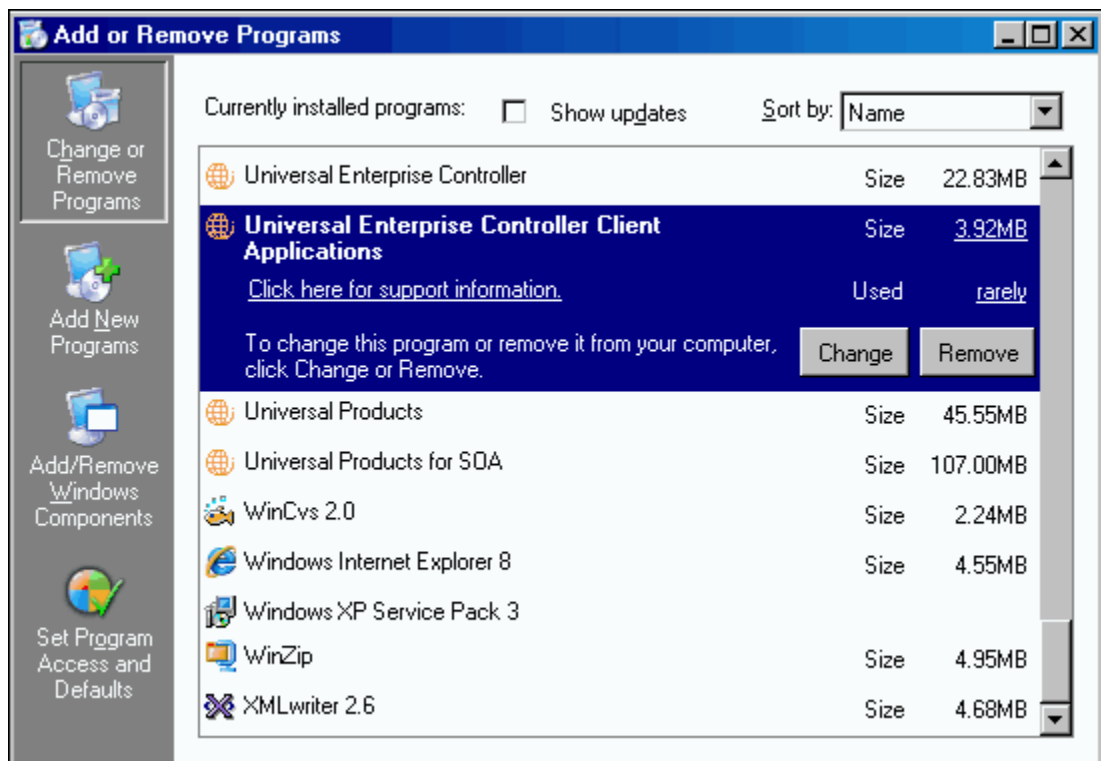 Add or Remove Programs
Change or
Remove
Programs
Add New
Programs
Add/Remove
Windows
Components
Set Program
Access and
Defaults
Currently installed programs: Show updates Sort by: Name
Universal Enterprise Controller Size 22.83MB
Universal Enterprise Controller Client Size 3.92MB
Applications
Click here for support information. Used rarely
To change this program or remove it from your computer,
click Change or Remove. Change Remove
Universal Products Size 45.55MB
Universal Products for SOA Size 107.00MB
WinCvs 2.0 Size 2.24MB
Windows Internet Explorer 8 Size 4.55MB
Windows XP Service Pack 3
WinZip Size 4.95MB
XMLwriter 2.6 Size 4.68MB